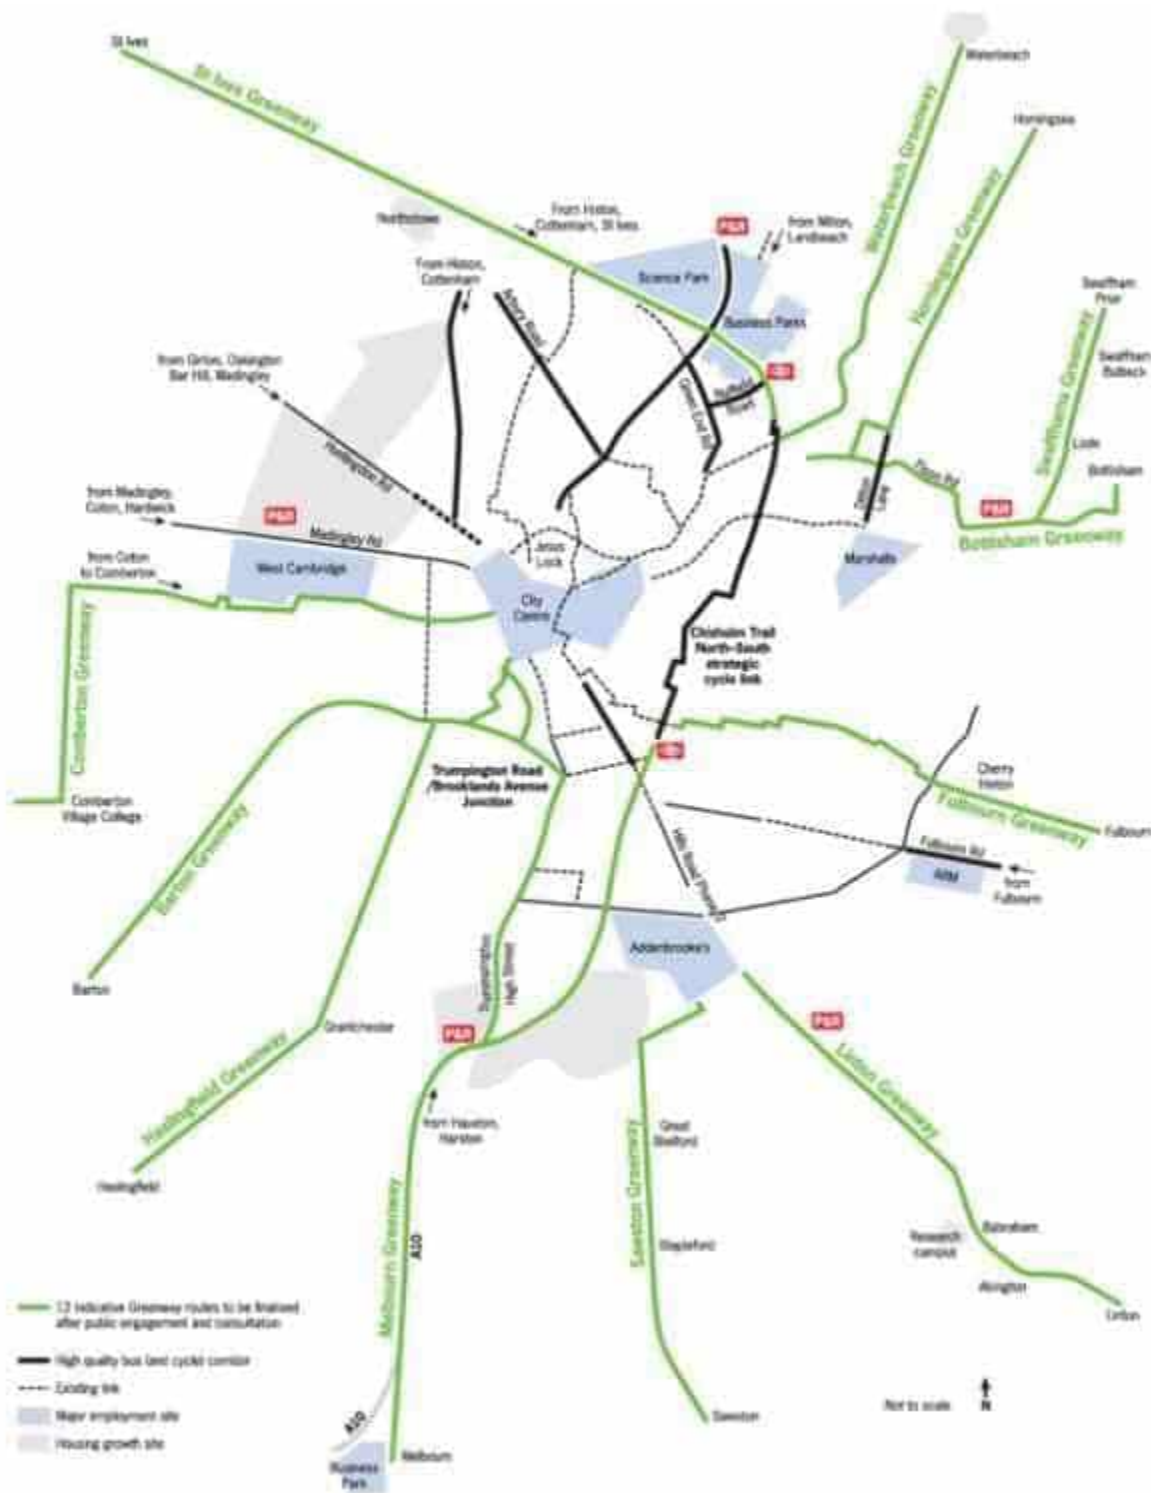 St Ives
St Ives Greenway
Waterbeach
Waterbeach Greenway
Horningsea
Horningsea Greenway
Northstowe
From Histon,
Cottenham, St Ives
P&R
from Milton,
Landbeach
Science Park
Business Parks
From Histon,
Cottenham
Arbury Road
Swaffham
Prior
Swaffhams Greenway
Swaffham
Bulbeck
Lode
Bottisham
from Girton, Oakington
Bar Hill, Madingley
Huntingdon Rd
Green End Rd
Nuffield
Road
Ditton
Lane
P&R
Bottisham Greenway
from Madingley,
Coton, Hardwick
P&R
Madingley Rd
from Coton
to Comberton
West Cambridge
Jesus
Lock
City
Centre
Marshalls
Comberton Greenway
Chisholm Trail
North–South
strategic
cycle link
Trumpington Road
/Brooklands Avenue
Junction
Comberton
Village College
Cherry
Hinton
Fulbourn Greenway
Fulbourn
Fulbourn Rd
ARM
from
Fulbourn
Barton Greenway
Hills Road
Addenbrooke's
Barton
Trumpington
High Street
P&R
P&R
Grantchester
Haslingfield Greenway
Haslingfield
from Hauxton,
Harston
Linton Greenway
Great
Shelford
Sawston Greenway
Stapleford
Melbourn Greenway
A10
Research
campus
Babraham
Abington
Linton
12 indicative Greenway routes to be finalised
after public engagement and consultation
High quality bus (and cycle) corridor
Existing link
Major employment site
Housing growth site
A10
Business
Park
Melbourn
Sawston
Not to scale
N